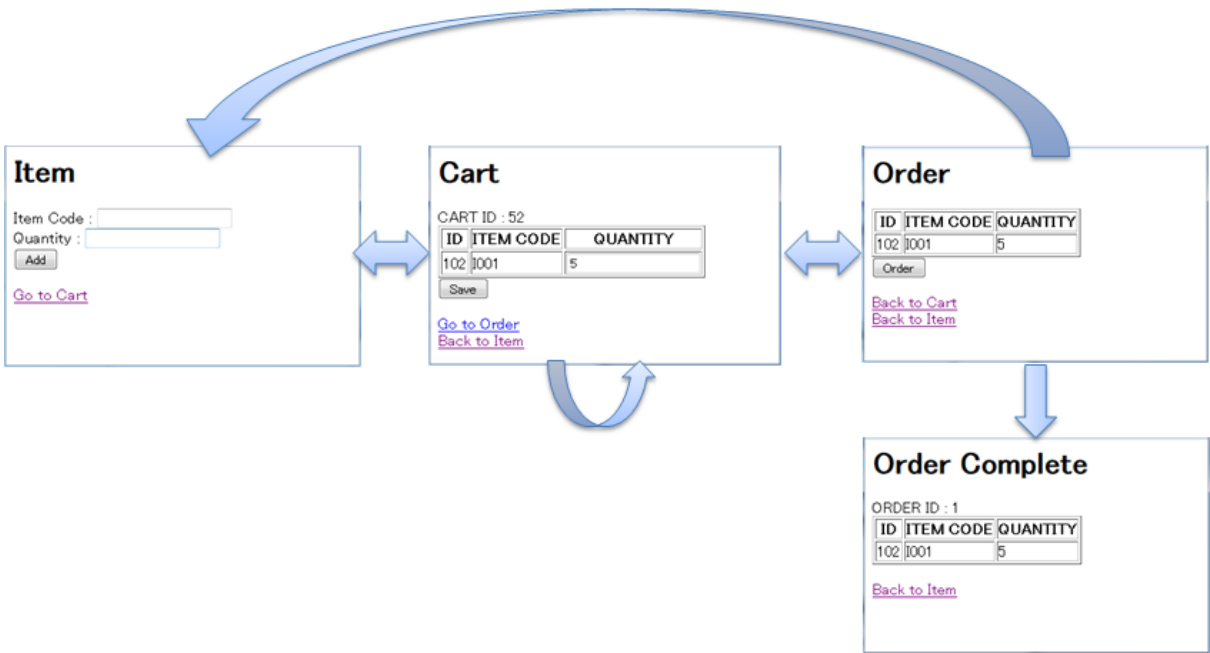 Item
Item Code :
Quantity :
Add
Go to Cart
Cart
CART ID : 52
ID ITEM CODE QUANTITY
102 I001 5
Save
Go to Order
Back to Item
Order
ID ITEM CODE QUANTITY
102 I001 5
Order
Back to Cart
Back to Item
Order Complete
ORDER ID : 1
ID ITEM CODE QUANTITY
102 I001 5
Back to Item